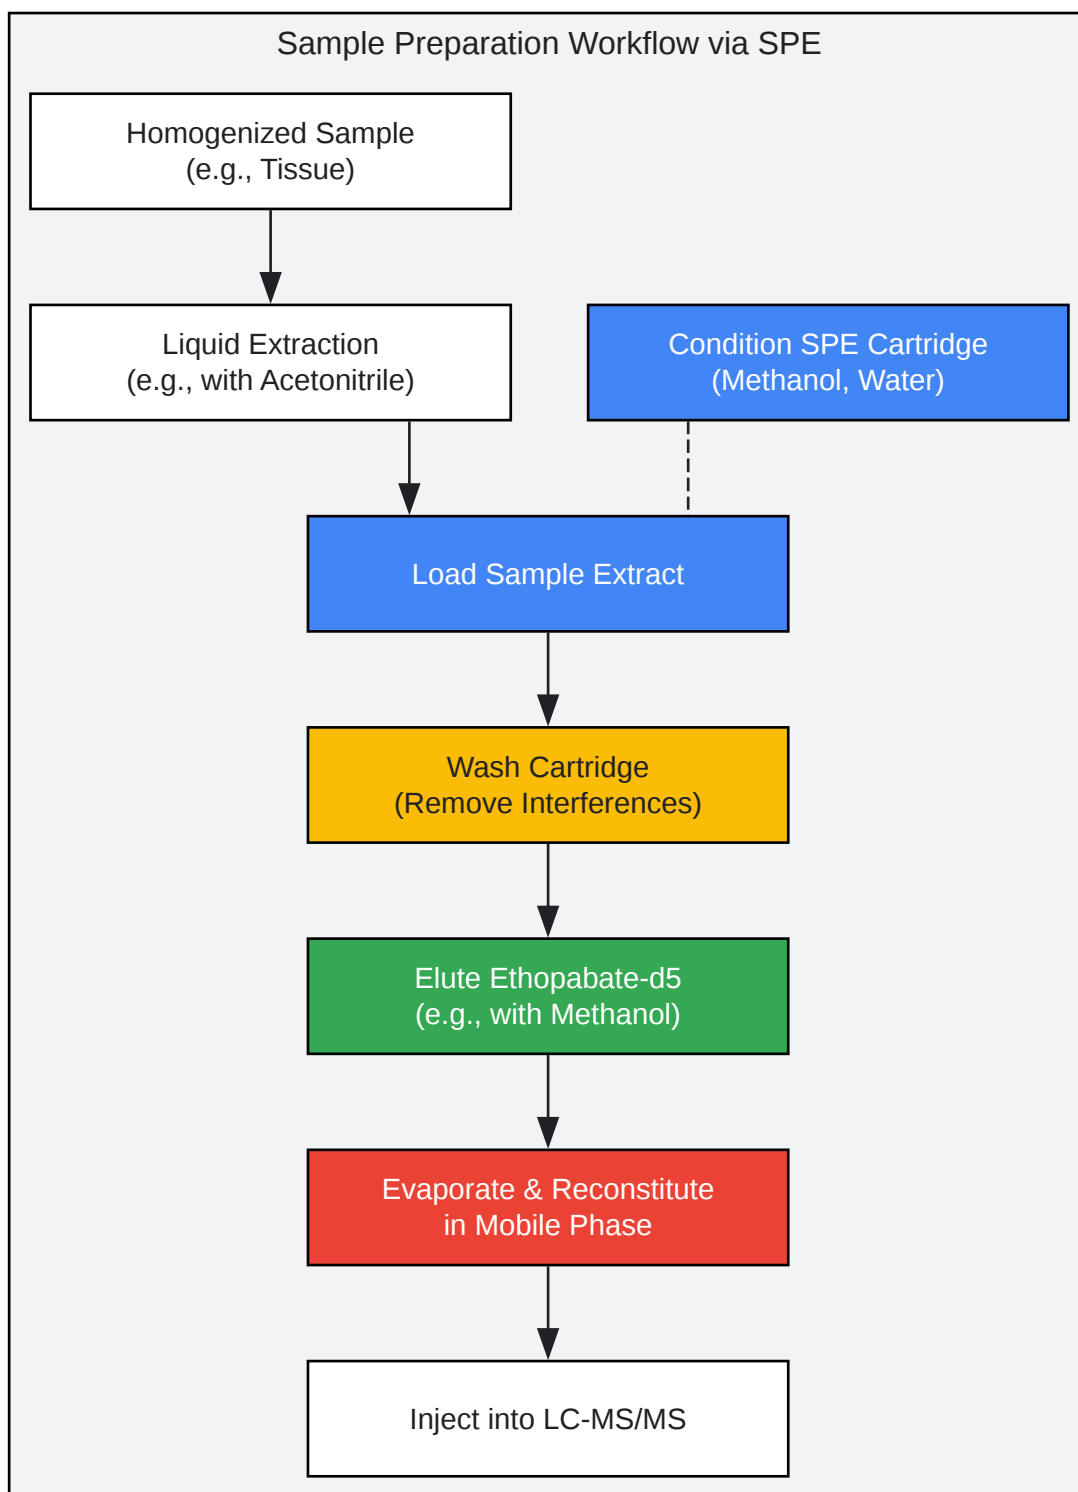 Sample Preparation Workflow via SPE
Homogenized Sample
(e.g., Tissue)
Liquid Extraction
(e.g., with Acetonitrile)
Condition SPE Cartridge
(Methanol, Water)
Load Sample Extract
Wash Cartridge
(Remove Interferences)
Elute Ethopabate-d5
(e.g., with Methanol)
Evaporate & Reconstitute
in Mobile Phase
Inject into LC-MS/MS